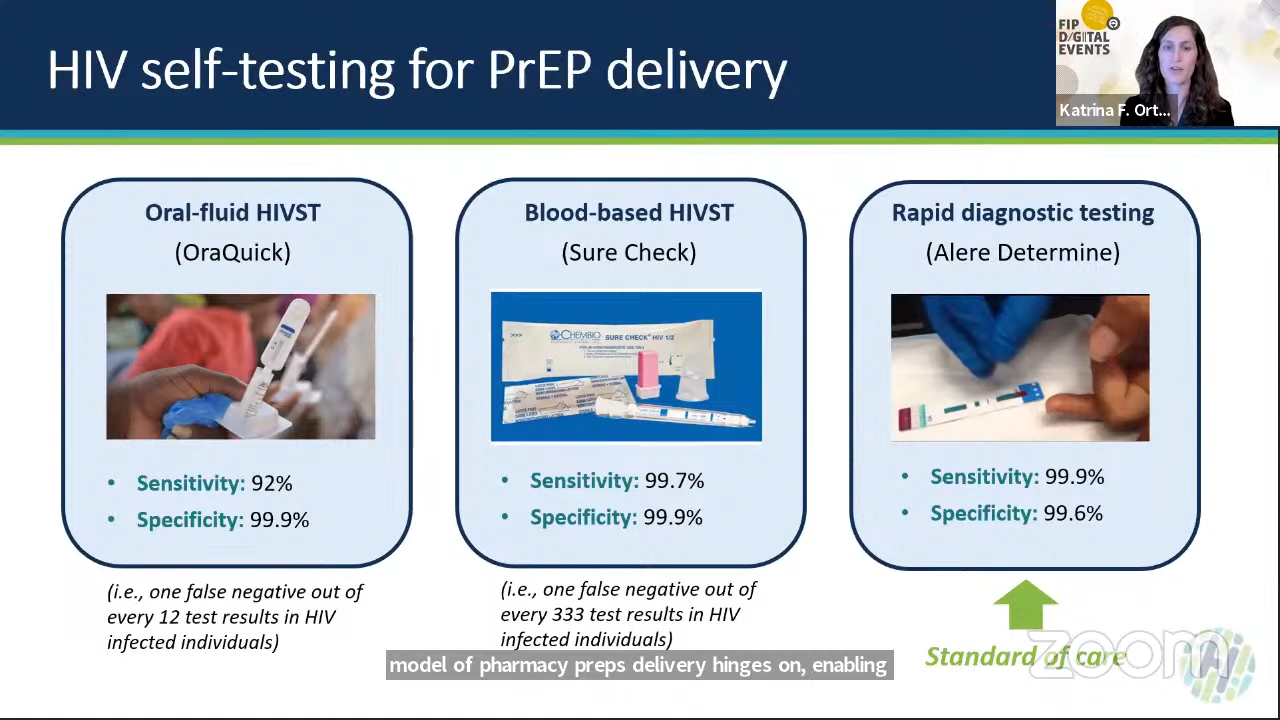 HIV self-testing for PrEP delivery
FIP
DIGITAL
EVENTS
Katrina F. Ort...
Oral-fluid HIVST
(OraQuick)
Sensitivity: 92%
Specificity: 99.9%
(i.e., one false negative out of
every 12 test results in HIV
infected individuals)
Blood-based HIVST
(Sure Check)
CHEMBIO
SURE CHECK HIV 1/2
Sensitivity: 99.7%
Specificity: 99.9%
(i.e., one false negative out of
every 333 test results in HIV
infected individuals)
Rapid diagnostic testing
(Alere Determine)
Sensitivity: 99.9%
Specificity: 99.6%
Standard of care
zoom
model of pharmacy preps delivery hinges on, enabling